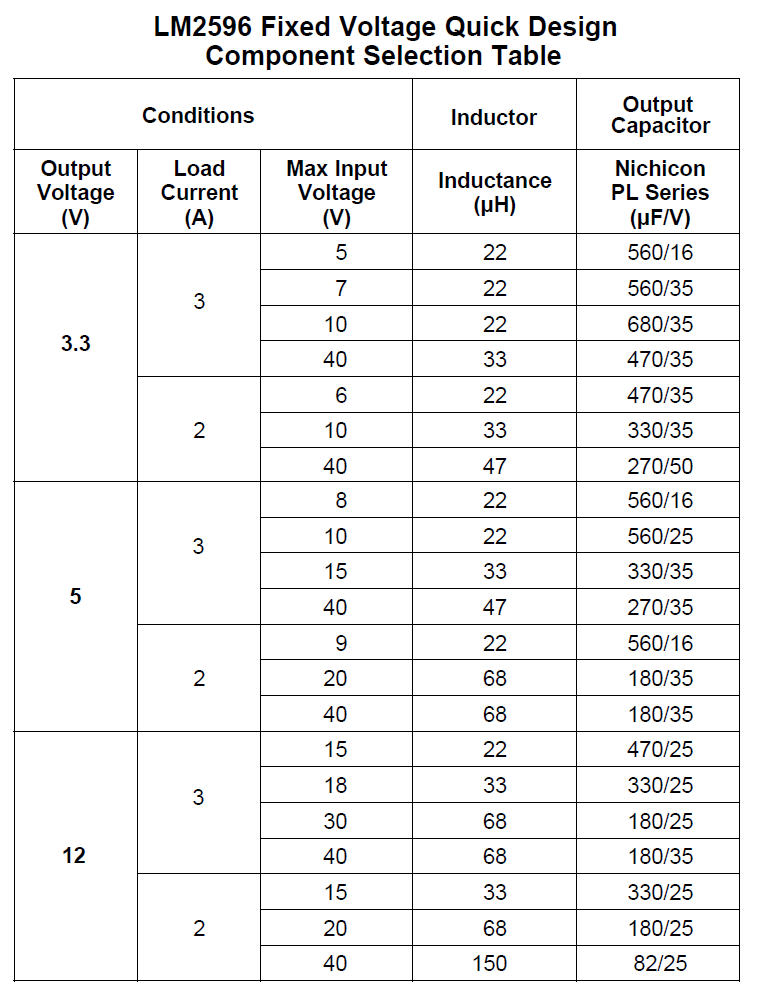 LM2596 Fixed Voltage Quick Design
Component Selection Table
Conditions Inductor Output Capacitor
Output Voltage (V) Load Current (A) Max Input Voltage (V) Inductance (μH) Nichicon PL Series (μF/V)
3.3 3 5 22 560/16
7 22 560/35
10 22 680/35
40 33 470/35
2 6 22 470/35
10 33 330/35
40 47 270/50
5 3 8 22 560/16
10 22 560/25
15 33 330/35
40 47 270/35
2 9 22 560/16
20 68 180/35
40 68 180/35
12 3 15 22 470/25
18 33 330/25
30 68 180/25
40 68 180/35
2 15 33 330/25
20 68 180/25
40 150 82/25